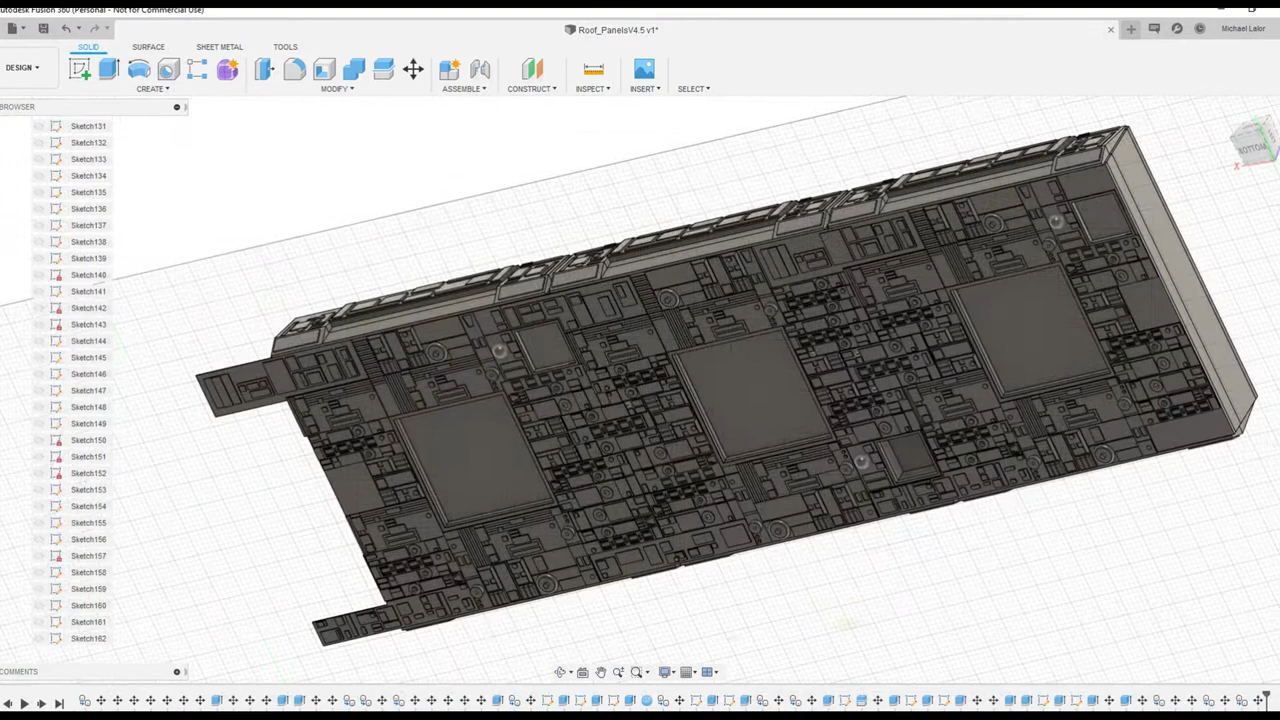 Autodesk Fusion 360 (Personal - Not for Commercial Use)
Roof_PanelsV4.5 v1*
Michael Lalor
DESIGN
SOLID SURFACE SHEET METAL TOOLS
CREATE MODIFY ASSEMBLE CONSTRUCT INSPECT INSERT SELECT
BROWSER
Sketch131
Sketch132
Sketch133
Sketch134
Sketch135
Sketch136
Sketch137
Sketch138
Sketch139
Sketch140
Sketch141
Sketch142
Sketch143
Sketch144
Sketch145
Sketch146
Sketch147
Sketch148
Sketch149
Sketch150
Sketch151
Sketch152
Sketch153
Sketch154
Sketch155
Sketch156
Sketch157
Sketch158
Sketch159
Sketch160
Sketch161
Sketch162
BOTTOM
X
COMMENTS